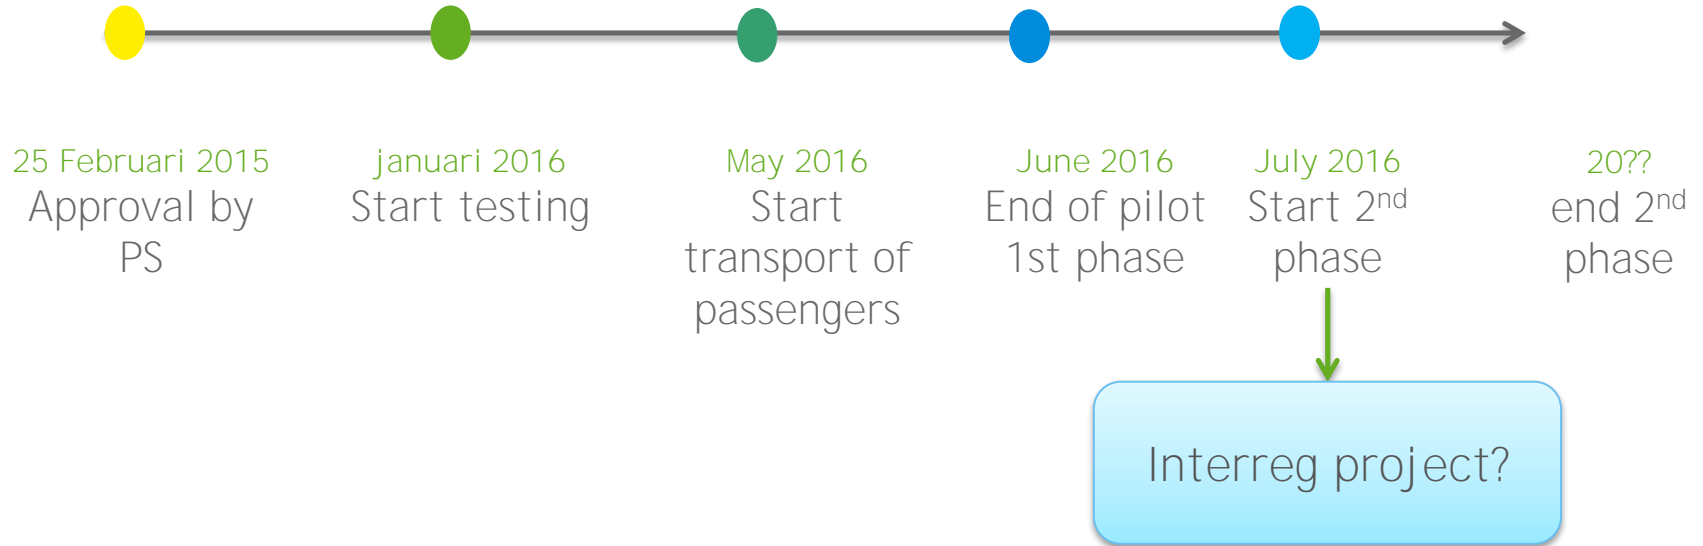 25 Februari 2015
Approval by
PS
januari 2016
Start testing
May 2016
Start
transport of
passengers
June 2016
End of pilot
1st phase
July 2016
Start 2nd
phase
20??
end 2nd
phase
Interreg project?